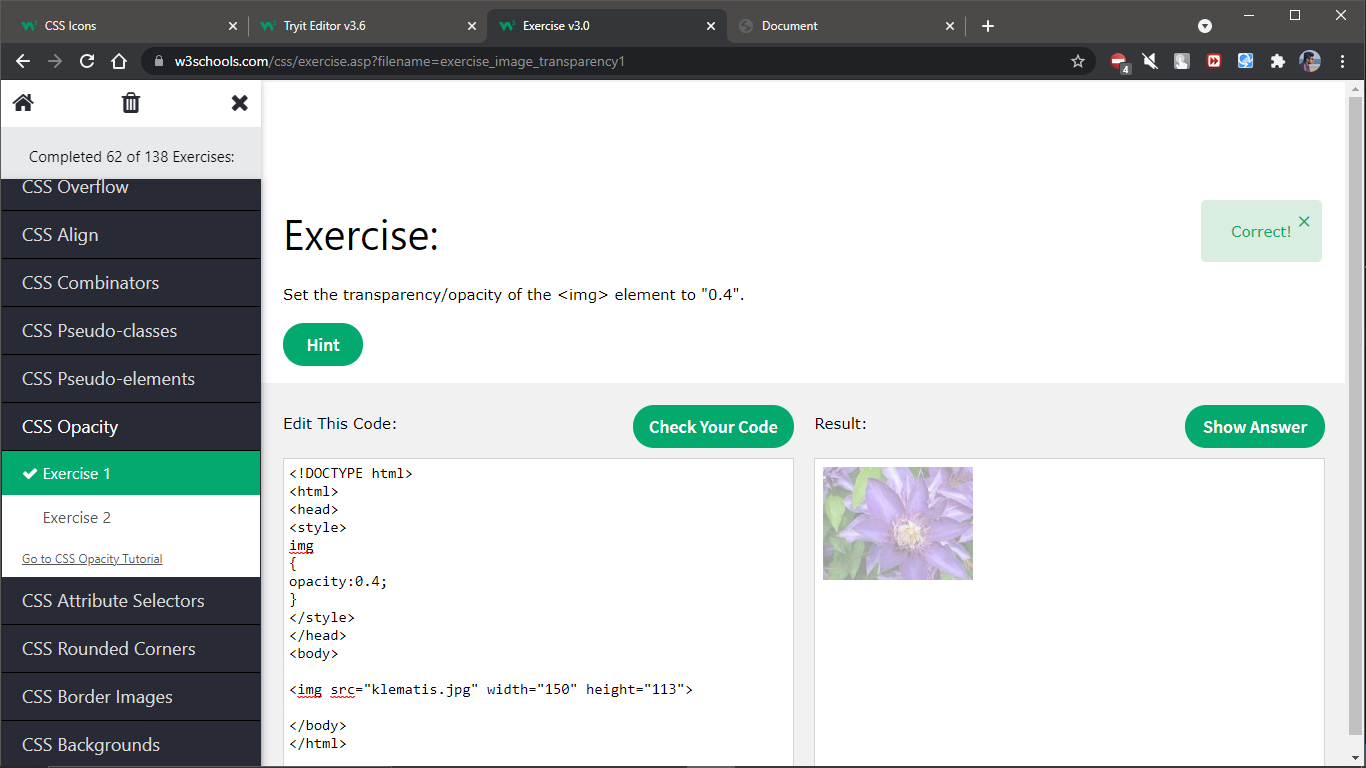 CSS Icons
Tryit Editor v3.6
Exercise v3.0
Document
w3schools.com/css/exercise.asp?filename=exercise_image_transparency1
4
Completed 62 of 138 Exercises:
CSS Overflow
CSS Align
CSS Combinators
CSS Pseudo-classes
CSS Pseudo-elements
CSS Opacity
Exercise 1
Exercise 2
Go to CSS Opacity Tutorial
CSS Attribute Selectors
CSS Rounded Corners
CSS Border Images
CSS Backgrounds
Exercise:
Correct!
Set the transparency/opacity of the <img> element to "0.4".
Hint
Edit This Code:
Check Your Code
<!DOCTYPE html>
<html>
<head>
<style>
img
{
opacity:0.4;
}
</style>
</head>
<body>
<img src="klematis.jpg" width="150" height="113">
</body>
</html>
Result:
Show Answer